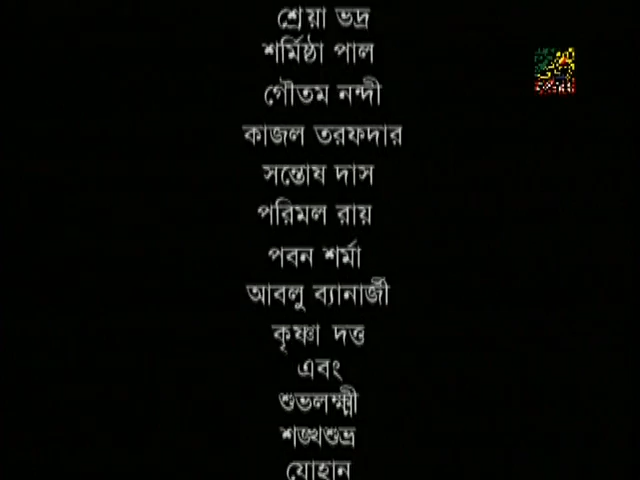 শ্রেয়া ভদ্র
শর্মিষ্ঠা পাল
গৌতম নন্দী
কাজল তরফদার
সন্তোষ দাস
পরিমল রায়
পবন শর্মা
আবলু ব্যানার্জী
কৃষ্ণা দত্ত
এবং
শুভলক্ষ্মী
শঙ্খশুভ্র
যোহান